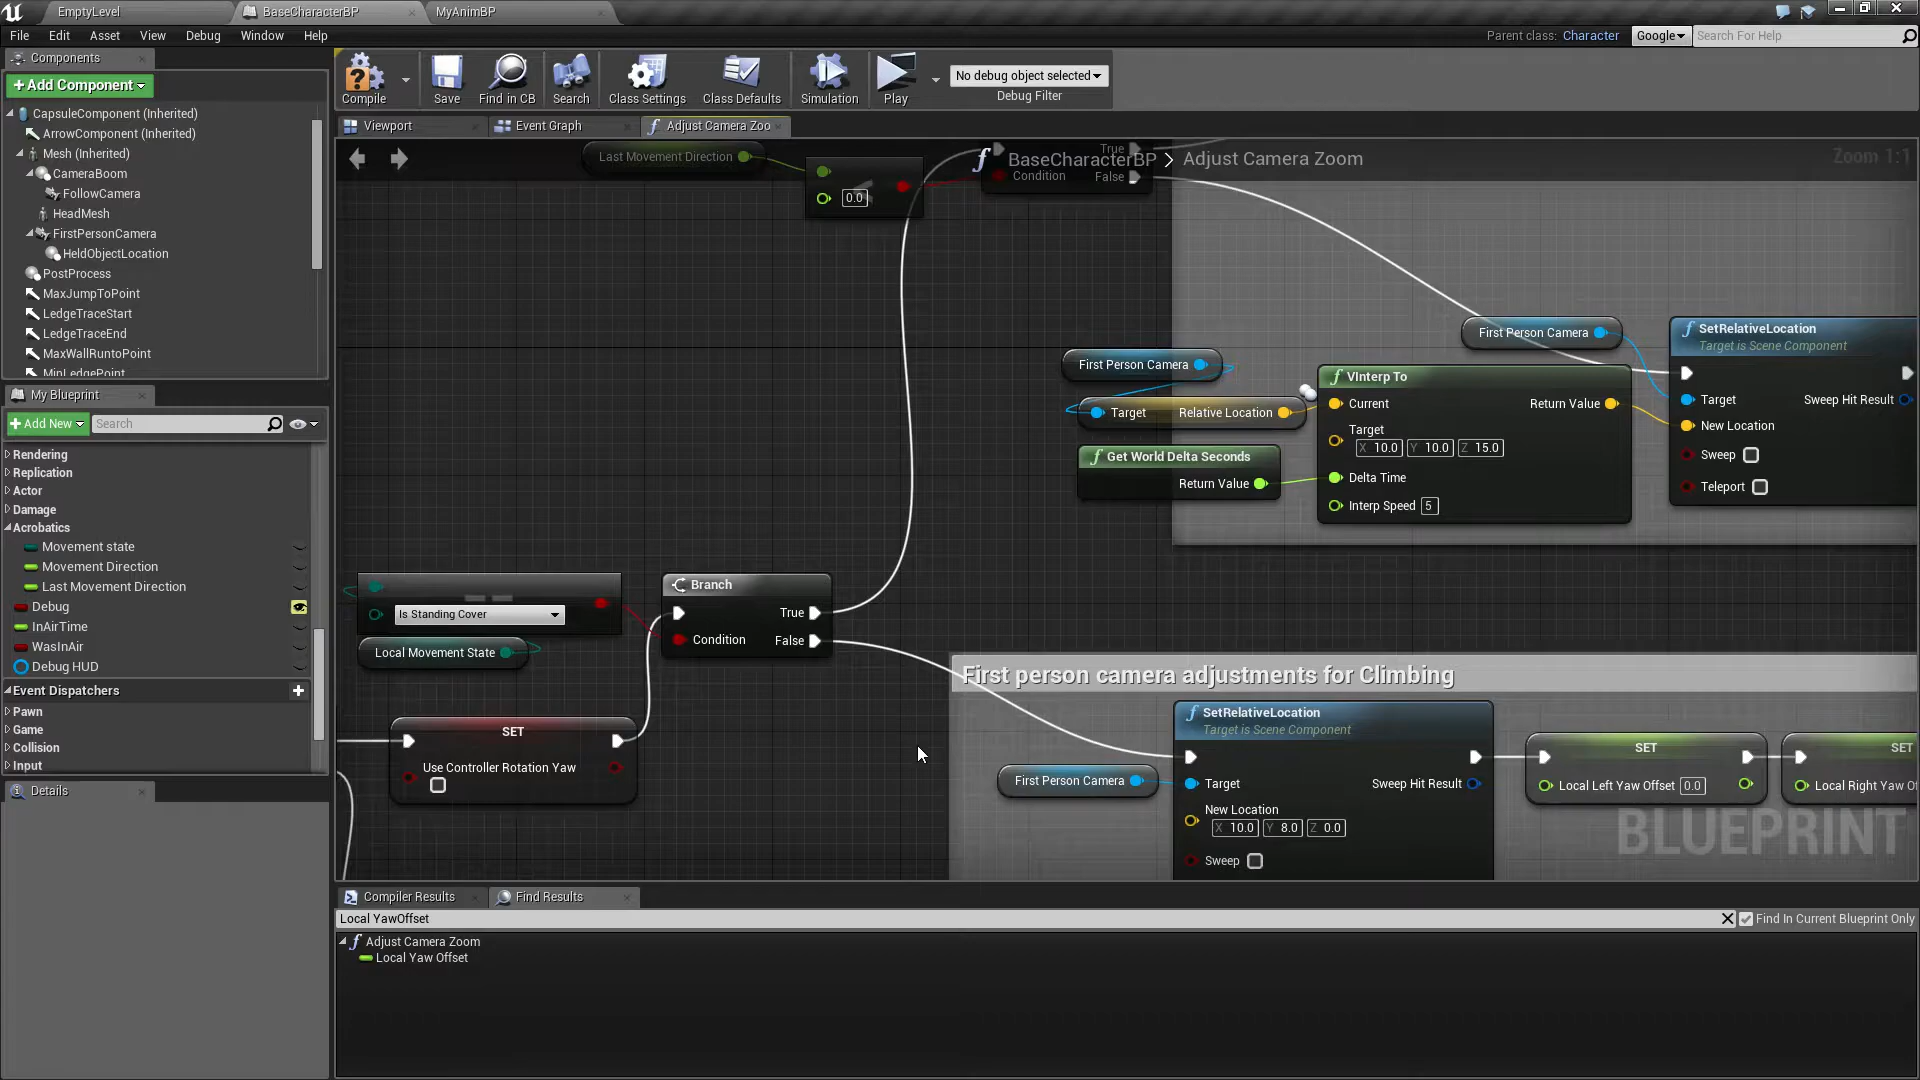 EmptyLevel
BaseCharacterBP
MyAnimBP
File Edit Asset View Debug Window Help
Parent class: Character Google Search For Help
Components
Add Component
CapsuleComponent (Inherited)
ArrowComponent (Inherited)
Mesh (Inherited)
CameraBoom
FollowCamera
HeadMesh
FirstPersonCamera
HeldObjectLocation
PostProcess
MaxJumpToPoint
LedgeTraceStart
LedgeTraceEnd
MaxWallRuntoPoint
MinLedgePoint
My Blueprint
+Add New Search
Rendering
Replication
Actor
Damage
Acrobatics
Movement state
Movement Direction
Last Movement Direction
Debug
InAirTime
WasInAir
Debug HUD
Event Dispatchers
Pawn
Game
Collision
Input
Details
Compile Save Find in CB Search Class Settings Class Defaults Simulation Play
No debug object selected
Debug Filter
Viewport Event Graph Adjust Camera Zoo
BaseCharacterBP > Adjust Camera Zoom
Zoom 1:1
Last Movement Direction
0.0
True
Condition False
First Person Camera
SetRelativeLocation
Target is Scene Component
Target Sweep Hit Result
New Location
Sweep
Teleport
First Person Camera
Target Relative Location
Get World Delta Seconds
Return Value
VInterp To
Current Return Value
Target
X 10.0 Y 10.0 Z 15.0
Delta Time
Interp Speed 5
Is Standing Cover
Local Movement State
Branch
True
Condition False
SET
Use Controller Rotation Yaw
First person camera adjustments for Climbing
First Person Camera
SetRelativeLocation
Target is Scene Component
Target Sweep Hit Result
New Location
X 10.0 Y 8.0 Z 0.0
Sweep
SET
Local Left Yaw Offset 0.0
SET
Local Right Yaw Of
BLUEPRINT
Compiler Results Find Results
Local YawOffset
Find In Current Blueprint Only
Adjust Camera Zoom
Local Yaw Offset